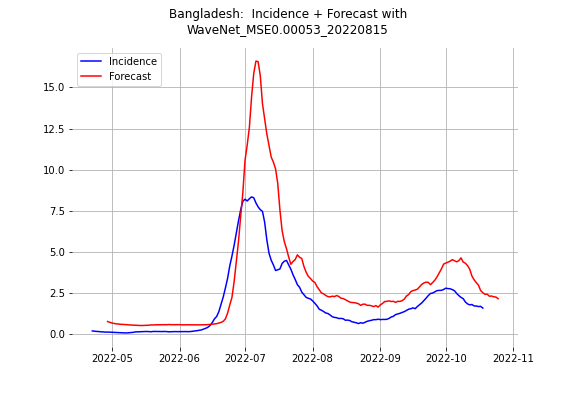 Bangladesh:  Incidence + Forecast with
WaveNet_MSE0.00053_20220815
Incidence
Forecast
15.0
12.5
10.0
7.5
5.0
2.5
0.0
2022-05 2022-06 2022-07 2022-08 2022-09 2022-10 2022-11